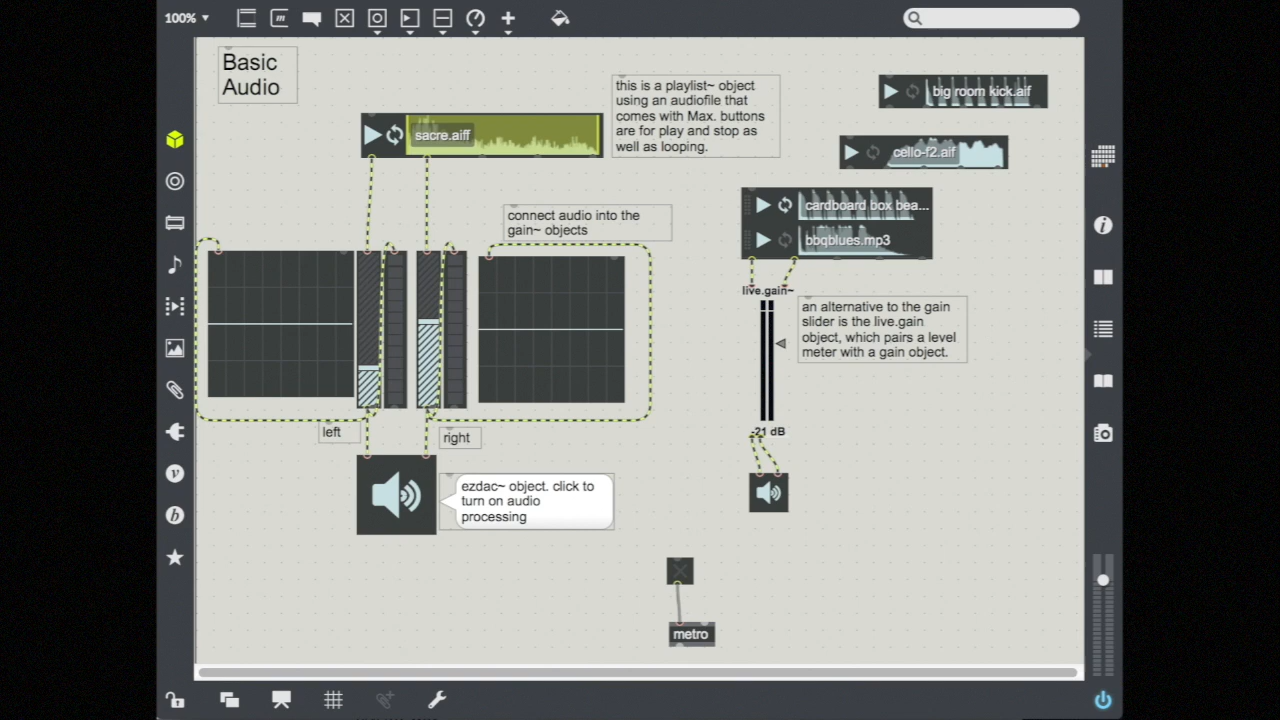 100%
Basic
Audio
this is a playlist~ object
using an audiofile that
comes with Max. buttons
are for play and stop as
well as looping.
big room kick.aif
sacre.aiff
cello-f2.aif
connect audio into the
gain~ objects
cardboard box bea...
bbqblues.mp3
live.gain~
an alternative to the gain
slider is the live.gain
object, which pairs a level
meter with a gain object.
-21 dB
left
right
ezdac~ object. click to
turn on audio
processing
metro